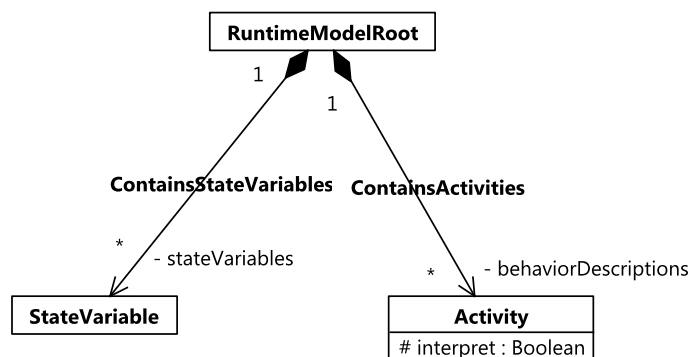 RuntimeModelRoot
1
1
ContainsStateVariables
ContainsActivities
*
- stateVariables
*
- behaviorDescriptions
StateVariable
Activity
# interpret : Boolean